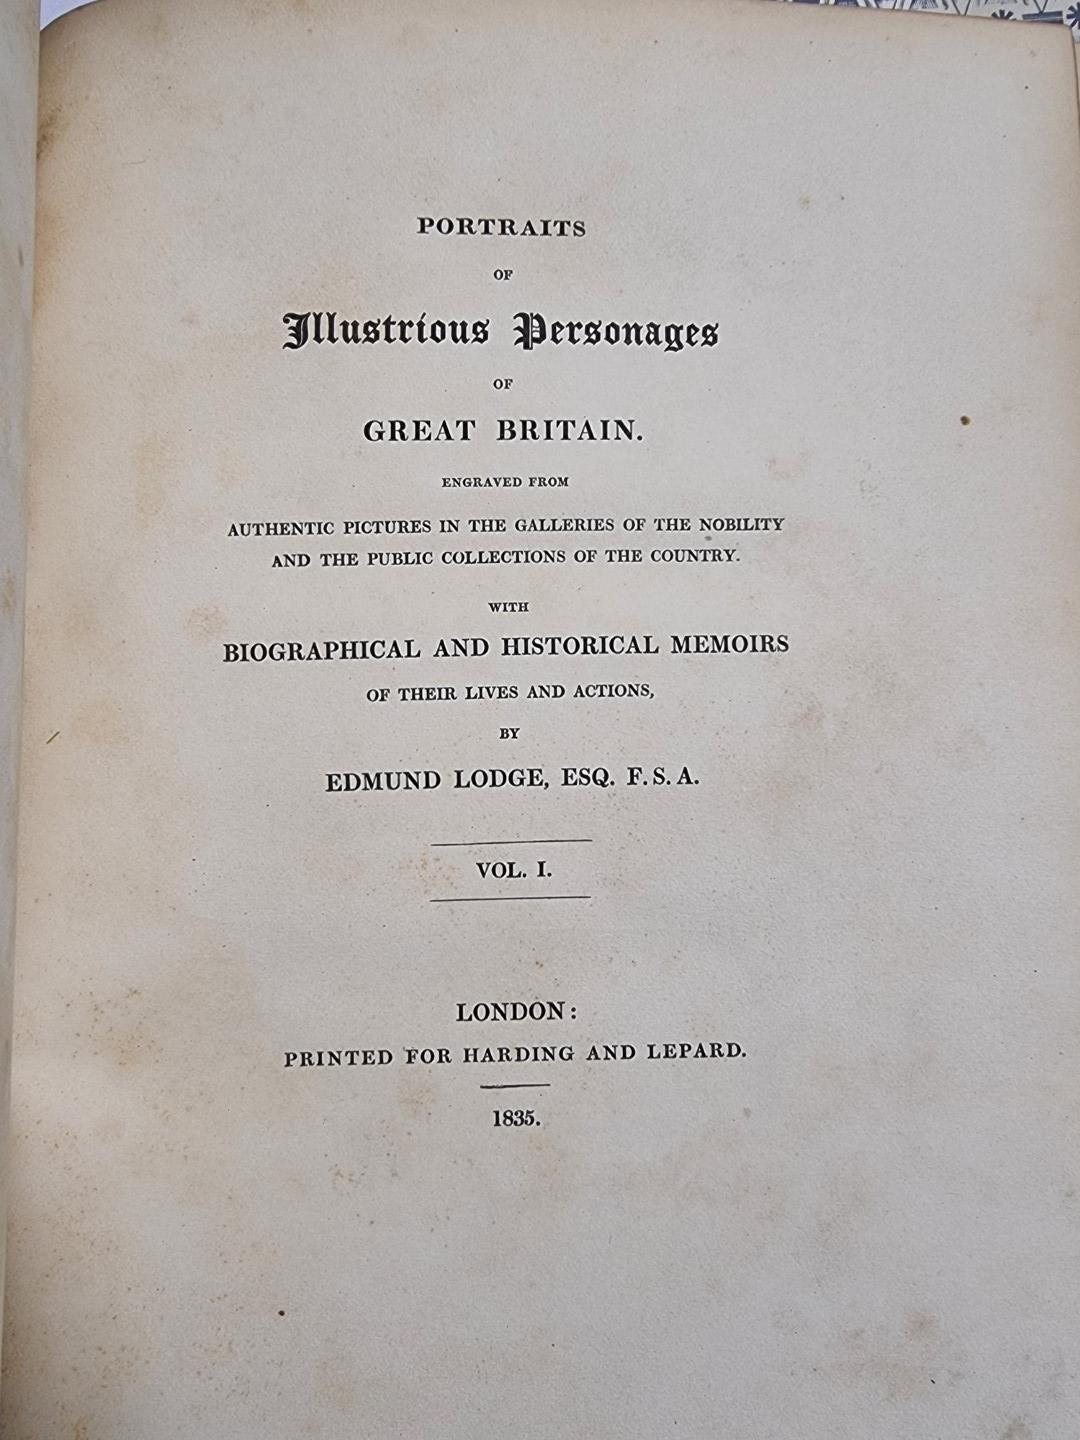 PORTRAITS
OF
Illustrious Personages
OF
GREAT BRITAIN.
ENGRAVED FROM
AUTHENTIC PICTURES IN THE GALLERIES OF THE NOBILITY
AND THE PUBLIC COLLECTIONS OF THE COUNTRY.
WITH
BIOGRAPHICAL AND HISTORICAL MEMOIRS
OF THEIR LIVES AND ACTIONS,
BY
EDMUND LODGE, ESQ. F.S.A.
VOL. I.
LONDON:
PRINTED FOR HARDING AND LEPARD.
1835.